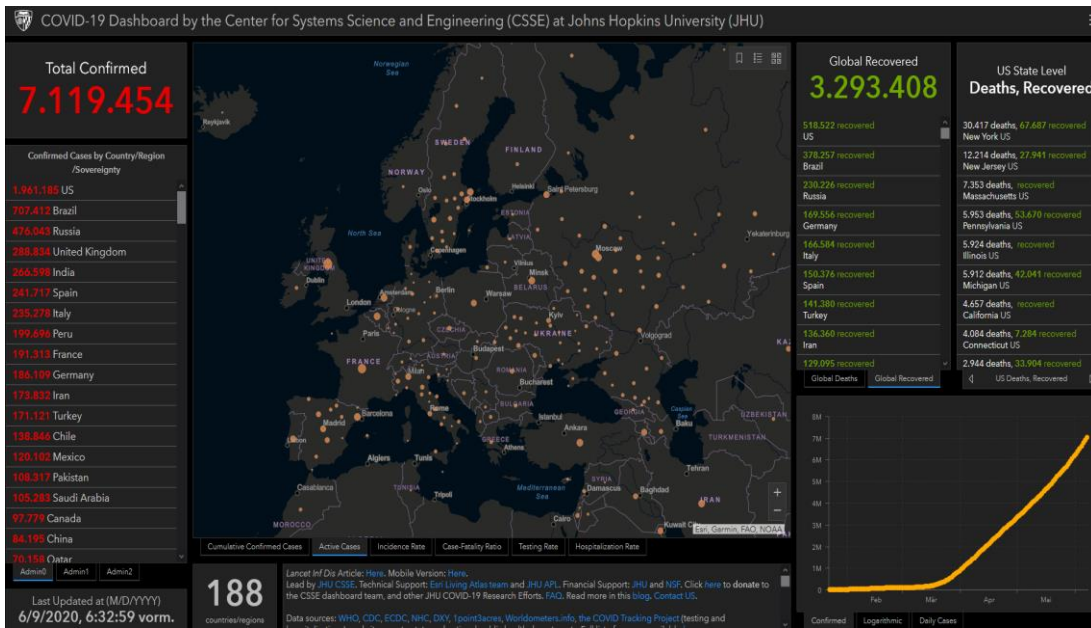 COVID-19 Dashboard by the Center for Systems Science and Engineering (CSSE) at Johns Hopkins University (JHU)
Total Confirmed
7.119.454
Confirmed Cases by Country/Region
/Sovereignty
1.961.185 US
707.412 Brazil
476.043 Russia
288.834 United Kingdom
266.598 India
241.717 Spain
235.278 Italy
199.696 Peru
191.313 France
186.109 Germany
173.832 Iran
171.121 Turkey
138.846 Chile
120.102 Mexico
108.317 Pakistan
105.283 Saudi Arabia
97.779 Canada
84.195 China
70.158 Qatar
Admin0 Admin1 Admin2
Last Updated at (M/D/YYYY)
6/9/2020, 6:32:59 vorm.
Norwegian
Sea
Reykjavik
SWEDEN
FINLAND
NORWAY
Oslo
Helsinki
Saint Petersburg
Stockholm
ESTONIA
North Sea
LATVIA
Yekaterinburg
Copenhagen
Moscow
UNITED
KINGDOM
Vilnius
Dublin
Minsk
BELARUS
Amsterdam
Berlin
Warsaw
London
Cologne
Kyiv
Paris
CZECHIA
UKRAINE
Volgograd
KAZ
FRANCE
AUSTRIA
Budapest
Milan
ROMANIA
Bucharest
BULGARIA
GEORGIA
Caspian
Sea
UZBEKISTAN
Barcelona
Rome
Istanbul
Baku
Madrid
Ankara
TURKMENISTAN
Lisbon
GREECE
Athens
Algiers
Tunis
SYRIA
Tehran
Casablanca
TUNISIA
Mediterranean
Sea
Damascus
Baghdad
Tripoli
IRAN
MOROCCO
Cairo
Kuwait City
+
−
Esri, Garmin, FAO, NOAA
Cumulative Confirmed Cases Active Cases Incidence Rate Case-Fatality Ratio Testing Rate Hospitalization Rate
188
countries/regions
Lancet Inf Dis Article: Here. Mobile Version: Here.
Lead by JHU CSSE. Technical Support: Esri Living Atlas team and JHU APL. Financial Support: JHU and NSF. Click here to donate to
the CSSE dashboard team, and other JHU COVID-19 Research Efforts. FAQ. Read more in this blog. Contact US.
Data sources: WHO, CDC, ECDC, NHC, DXY, 1point3acres, Worldometers.info, the COVID Tracking Project (testing and
Global Recovered
3.293.408
518.522 recovered
US
378.257 recovered
Brazil
230.226 recovered
Russia
169.556 recovered
Germany
166.584 recovered
Italy
150.376 recovered
Spain
141.380 recovered
Turkey
136.360 recovered
Iran
129.095 recovered
Global Deaths Global Recovered
US State Level
Deaths, Recovered
30.417 deaths, 67.687 recovered
New York US
12.214 deaths, 27.941 recovered
New Jersey US
7.353 deaths, recovered
Massachusetts US
5.953 deaths, 53.670 recovered
Pennsylvania US
5.924 deaths, recovered
Illinois US
5.912 deaths, 42.041 recovered
Michigan US
4.657 deaths, recovered
California US
4.084 deaths, 7.284 recovered
Connecticut US
2.944 deaths, 33.904 recovered
US Deaths, Recovered
8M
7M
6M
5M
4M
3M
2M
1M
0
Feb Mär Apr Mai
Confirmed Logarithmic Daily Cases